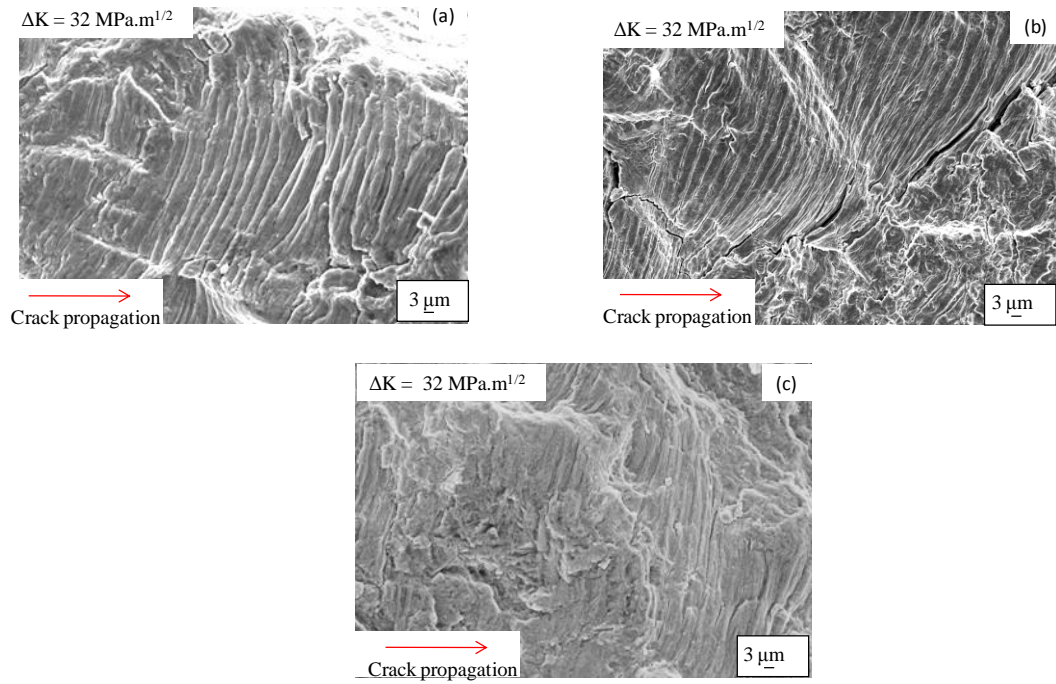 ΔK = 32 MPa.m1/2
(a)
3 μm
Crack propagation
ΔK = 32 MPa.m1/2
(b)
3 μm
Crack propagation
ΔK = 32 MPa.m1/2
(c)
3 μm
Crack propagation